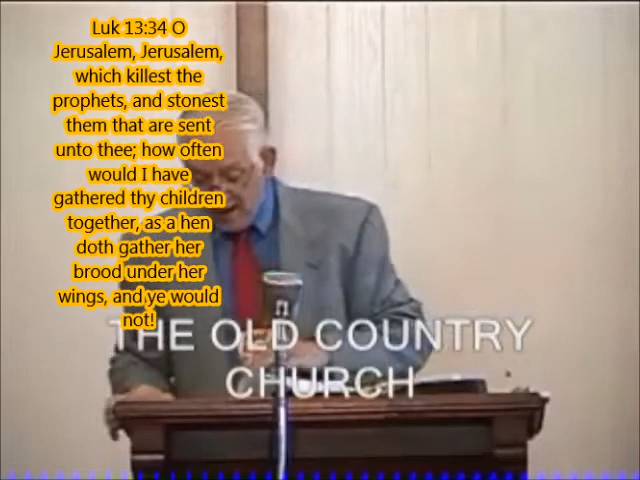 Luk 13:34 O
Jerusalem, Jerusalem,
which killest the
prophets, and stonest
them that are sent
unto thee; how often
would I have
gathered thy children
together, as a hen
doth gather her
brood under her
wings, and ye would
not!
THE OLD COUNTRY
CHURCH